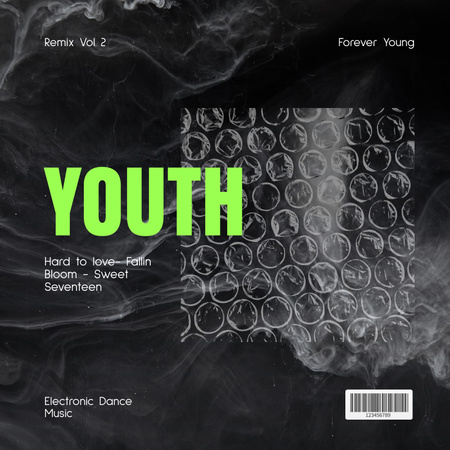 Remix Vol 2
Forever Young
YOUTH
Hard to love- Fallin
Bloom - Sweet
Seventeen
Electronic Dance
Music
123456789